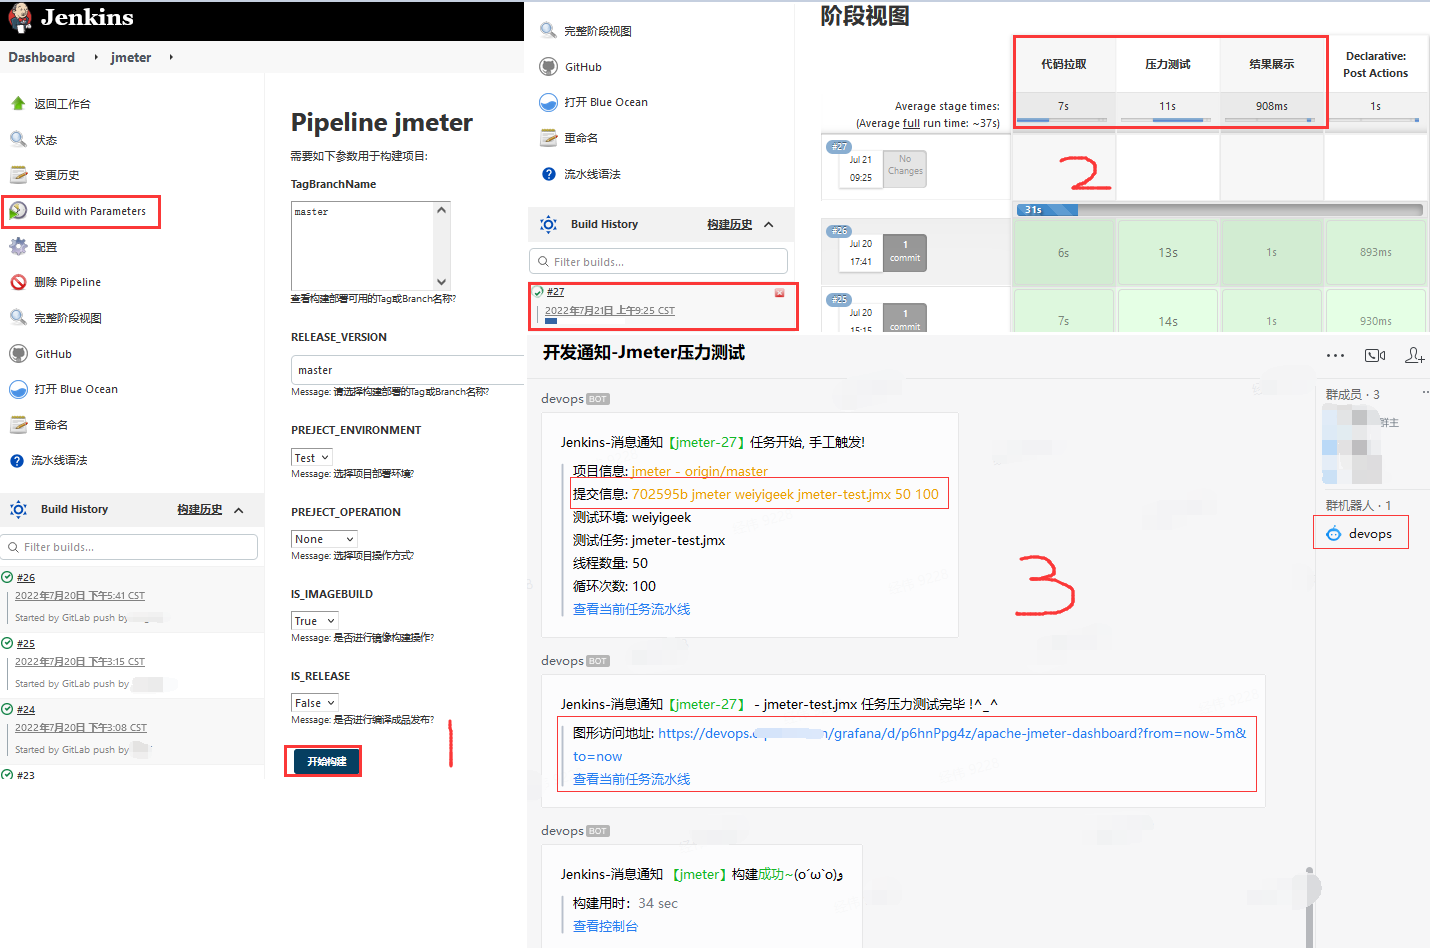 Jenkins
Dashboard
jmeter
返回工作台
状态
变更历史
Build with Parameters
配置
删除 Pipeline
完整阶段视图
GitHub
打开 Blue Ocean
重命名
流水线语法
Build History
构建历史
Filter builds...
#26
2022年7月20日 下午5:41 CST
Started by GitLab push by
#25
2022年7月20日 下午3:15 CST
Started by GitLab push by
#24
2022年7月20日 下午3:08 CST
Started by GitLab push by
#23
Pipeline jmeter
需要如下参数用于构建项目:
TagBranchName
master
查看构建部署可用的Tag或Branch名称?
RELEASE_VERSION
master
Message: 请选择构建部署的Tag或Branch名称?
PREJECT_ENVIRONMENT
Test
Message: 选择项目部署环境?
PREJECT_OPERATION
None
Message: 选择项目操作方式?
IS_IMAGEBUILD
True
Message: 是否进行镜像构建操作?
IS_RELEASE
False
Message: 是否进行编译成品发布?
开始构建
1
完整阶段视图
GitHub
打开 Blue Ocean
重命名
流水线语法
Build History
构建历史
Filter builds...
#27
2022年7月21日 上午9:25 CST
阶段视图
代码拉取
压力测试
结果展示
Declarative:
Post Actions
Average stage times:
(Average full run time: ~37s)
7s
11s
908ms
1s
#27
Jul 21
09:25
No
Changes
2
31s
#26
Jul 20
17:41
1
commit
6s
13s
1s
893ms
#25
Jul 20
15:15
1
commit
7s
14s
1s
930ms
开发通知-Jmeter压力测试
devops BOT
Jenkins-消息通知【jmeter-27】任务开始, 手工触发!
项目信息: jmeter - origin/master
提交信息: 702595b jmeter weiyigeek jmeter-test.jmx 50 100
测试环境: weiyigeek
测试任务: jmeter-test.jmx
线程数量: 50
循环次数: 100
查看当前任务流水线
3
devops BOT
Jenkins-消息通知【jmeter-27】 - jmeter-test.jmx 任务压力测试完毕 !^_^
图形访问地址: https://devops. /grafana/d/p6hnPpg4z/apache-jmeter-dashboard?from=now-5m&
to=now
查看当前任务流水线
devops BOT
Jenkins-消息通知 【jmeter】构建成功~(o´ω`o)و
构建用时: 34 sec
查看控制台
群成员 · 3
群主
群机器人 · 1
devops